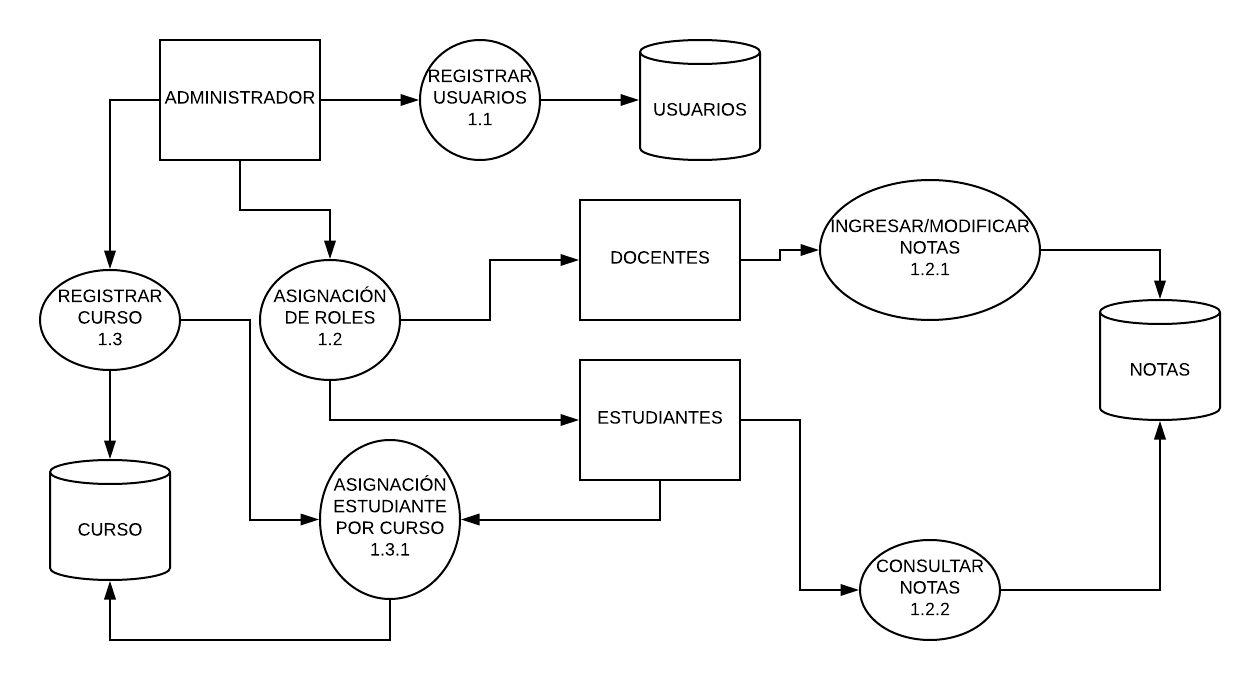 ADMINISTRADOR
REGISTRAR
USUARIOS
1.1
USUARIOS
DOCENTES
INGRESAR/MODIFICAR
NOTAS
1.2.1
REGISTRAR
CURSO
1.3
ASIGNACIÓN
DE ROLES
1.2
NOTAS
ESTUDIANTES
CURSO
ASIGNACIÓN
ESTUDIANTE
POR CURSO
1.3.1
CONSULTAR
NOTAS
1.2.2